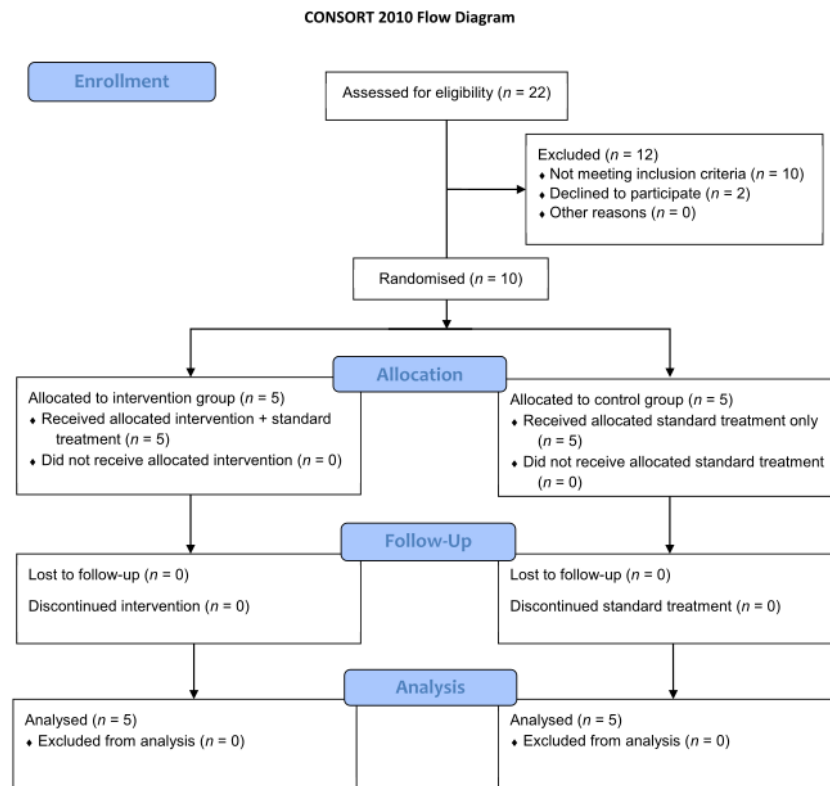 CONSORT 2010 Flow Diagram
Enrollment
Assessed for eligibility (n = 22)
Excluded (n = 12)
♦ Not meeting inclusion criteria (n = 10)
♦ Declined to participate (n = 2)
♦ Other reasons (n = 0)
Randomised (n = 10)
Allocation
Allocated to intervention group (n = 5)
♦ Received allocated intervention + standard
treatment (n = 5)
♦ Did not receive allocated intervention (n = 0)
Allocated to control group (n = 5)
♦ Received allocated standard treatment only
(n = 5)
♦ Did not receive allocated standard treatment
(n = 0)
Follow-Up
Lost to follow-up (n = 0)
Discontinued intervention (n = 0)
Lost to follow-up (n = 0)
Discontinued standard treatment (n = 0)
Analysis
Analysed (n = 5)
♦ Excluded from analysis (n = 0)
Analysed (n = 5)
♦ Excluded from analysis (n = 0)